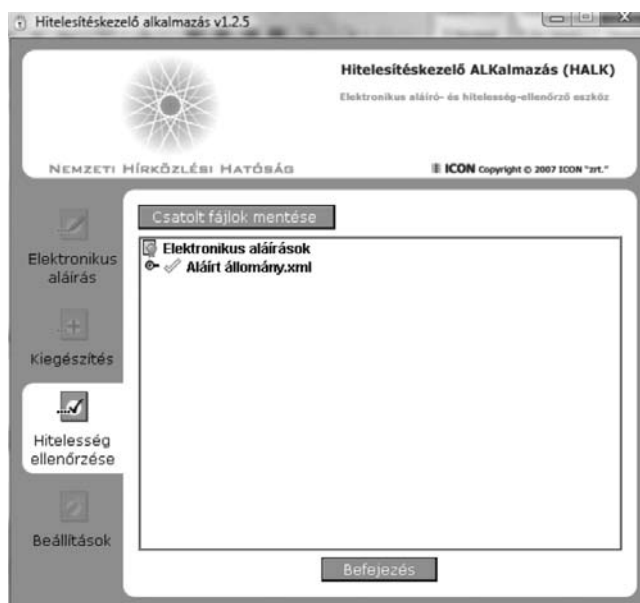 Hitelesítéskezelő alkalmazás v1.2.5
Hitelesítéskezelő ALKalmazás (HALK)
Elektronikus aláíró- és hitelesség-ellenőrző eszköz
NEMZETI HÍRKÖZLÉSI HATÓSÁG
ICON Copyright © 2007 ICON "zrt."
Csatolt fájlok mentése
Elektronikus aláírások
Aláírt állomány.xml
Elektronikus
aláírás
Kiegészítés
Hitelesség
ellenőrzése
Beállítások
Befejezés